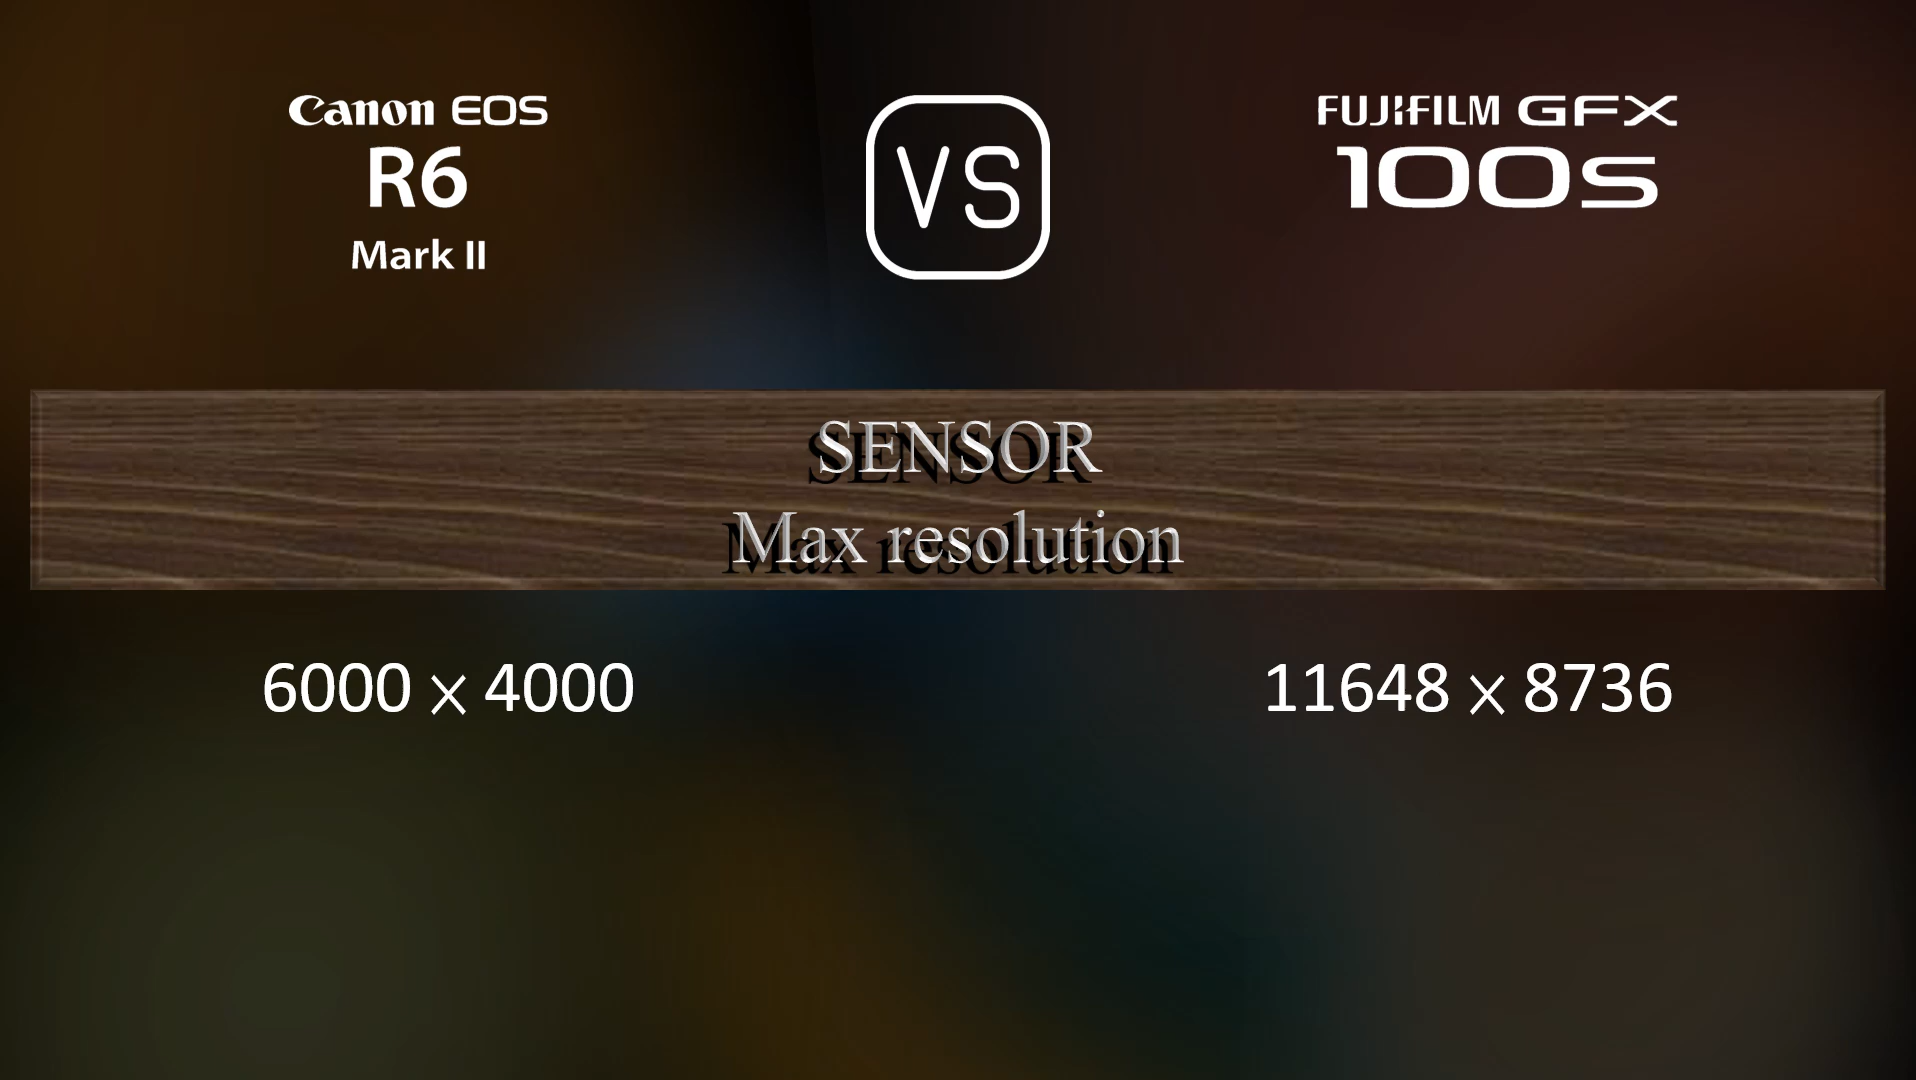 Canon EOS
R6
Mark II
VS
FUJIFILM GFX
100S
SENSOR
Max resolution
6000 x 4000
11648 x 8736